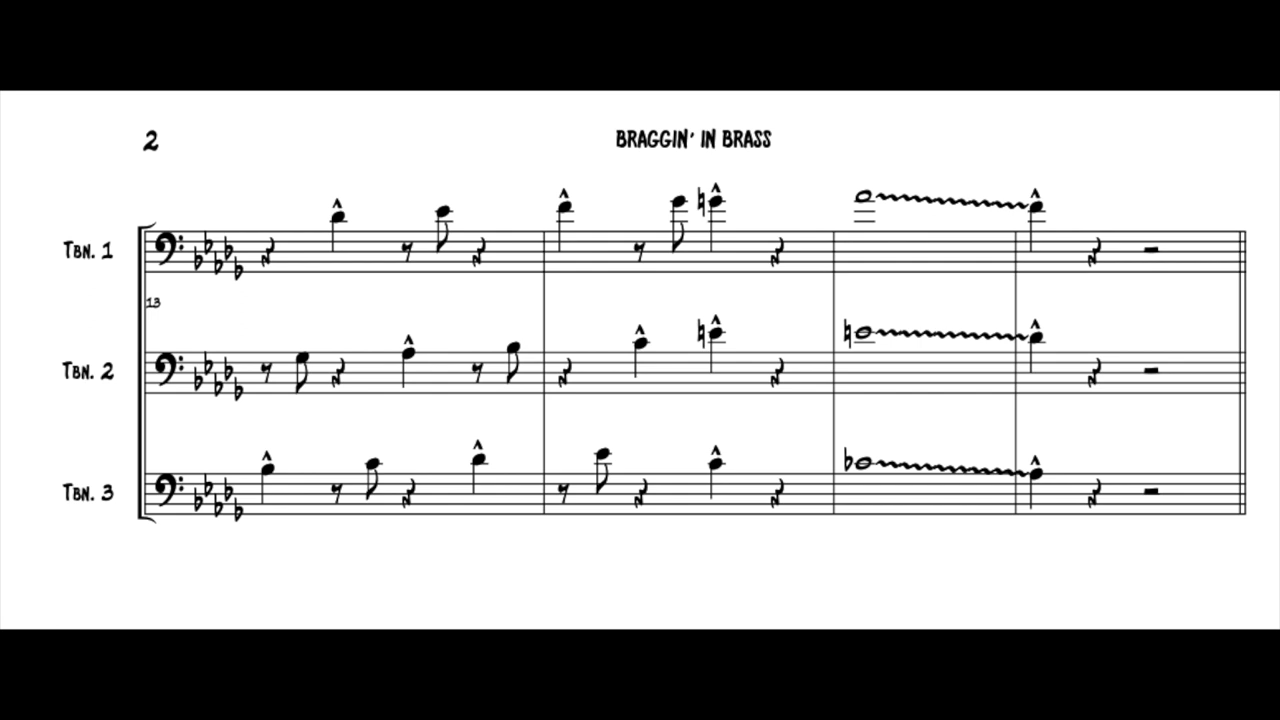 2
BRAGGIN' IN BRASS
TBN. 1
13
TBN. 2
TBN. 3